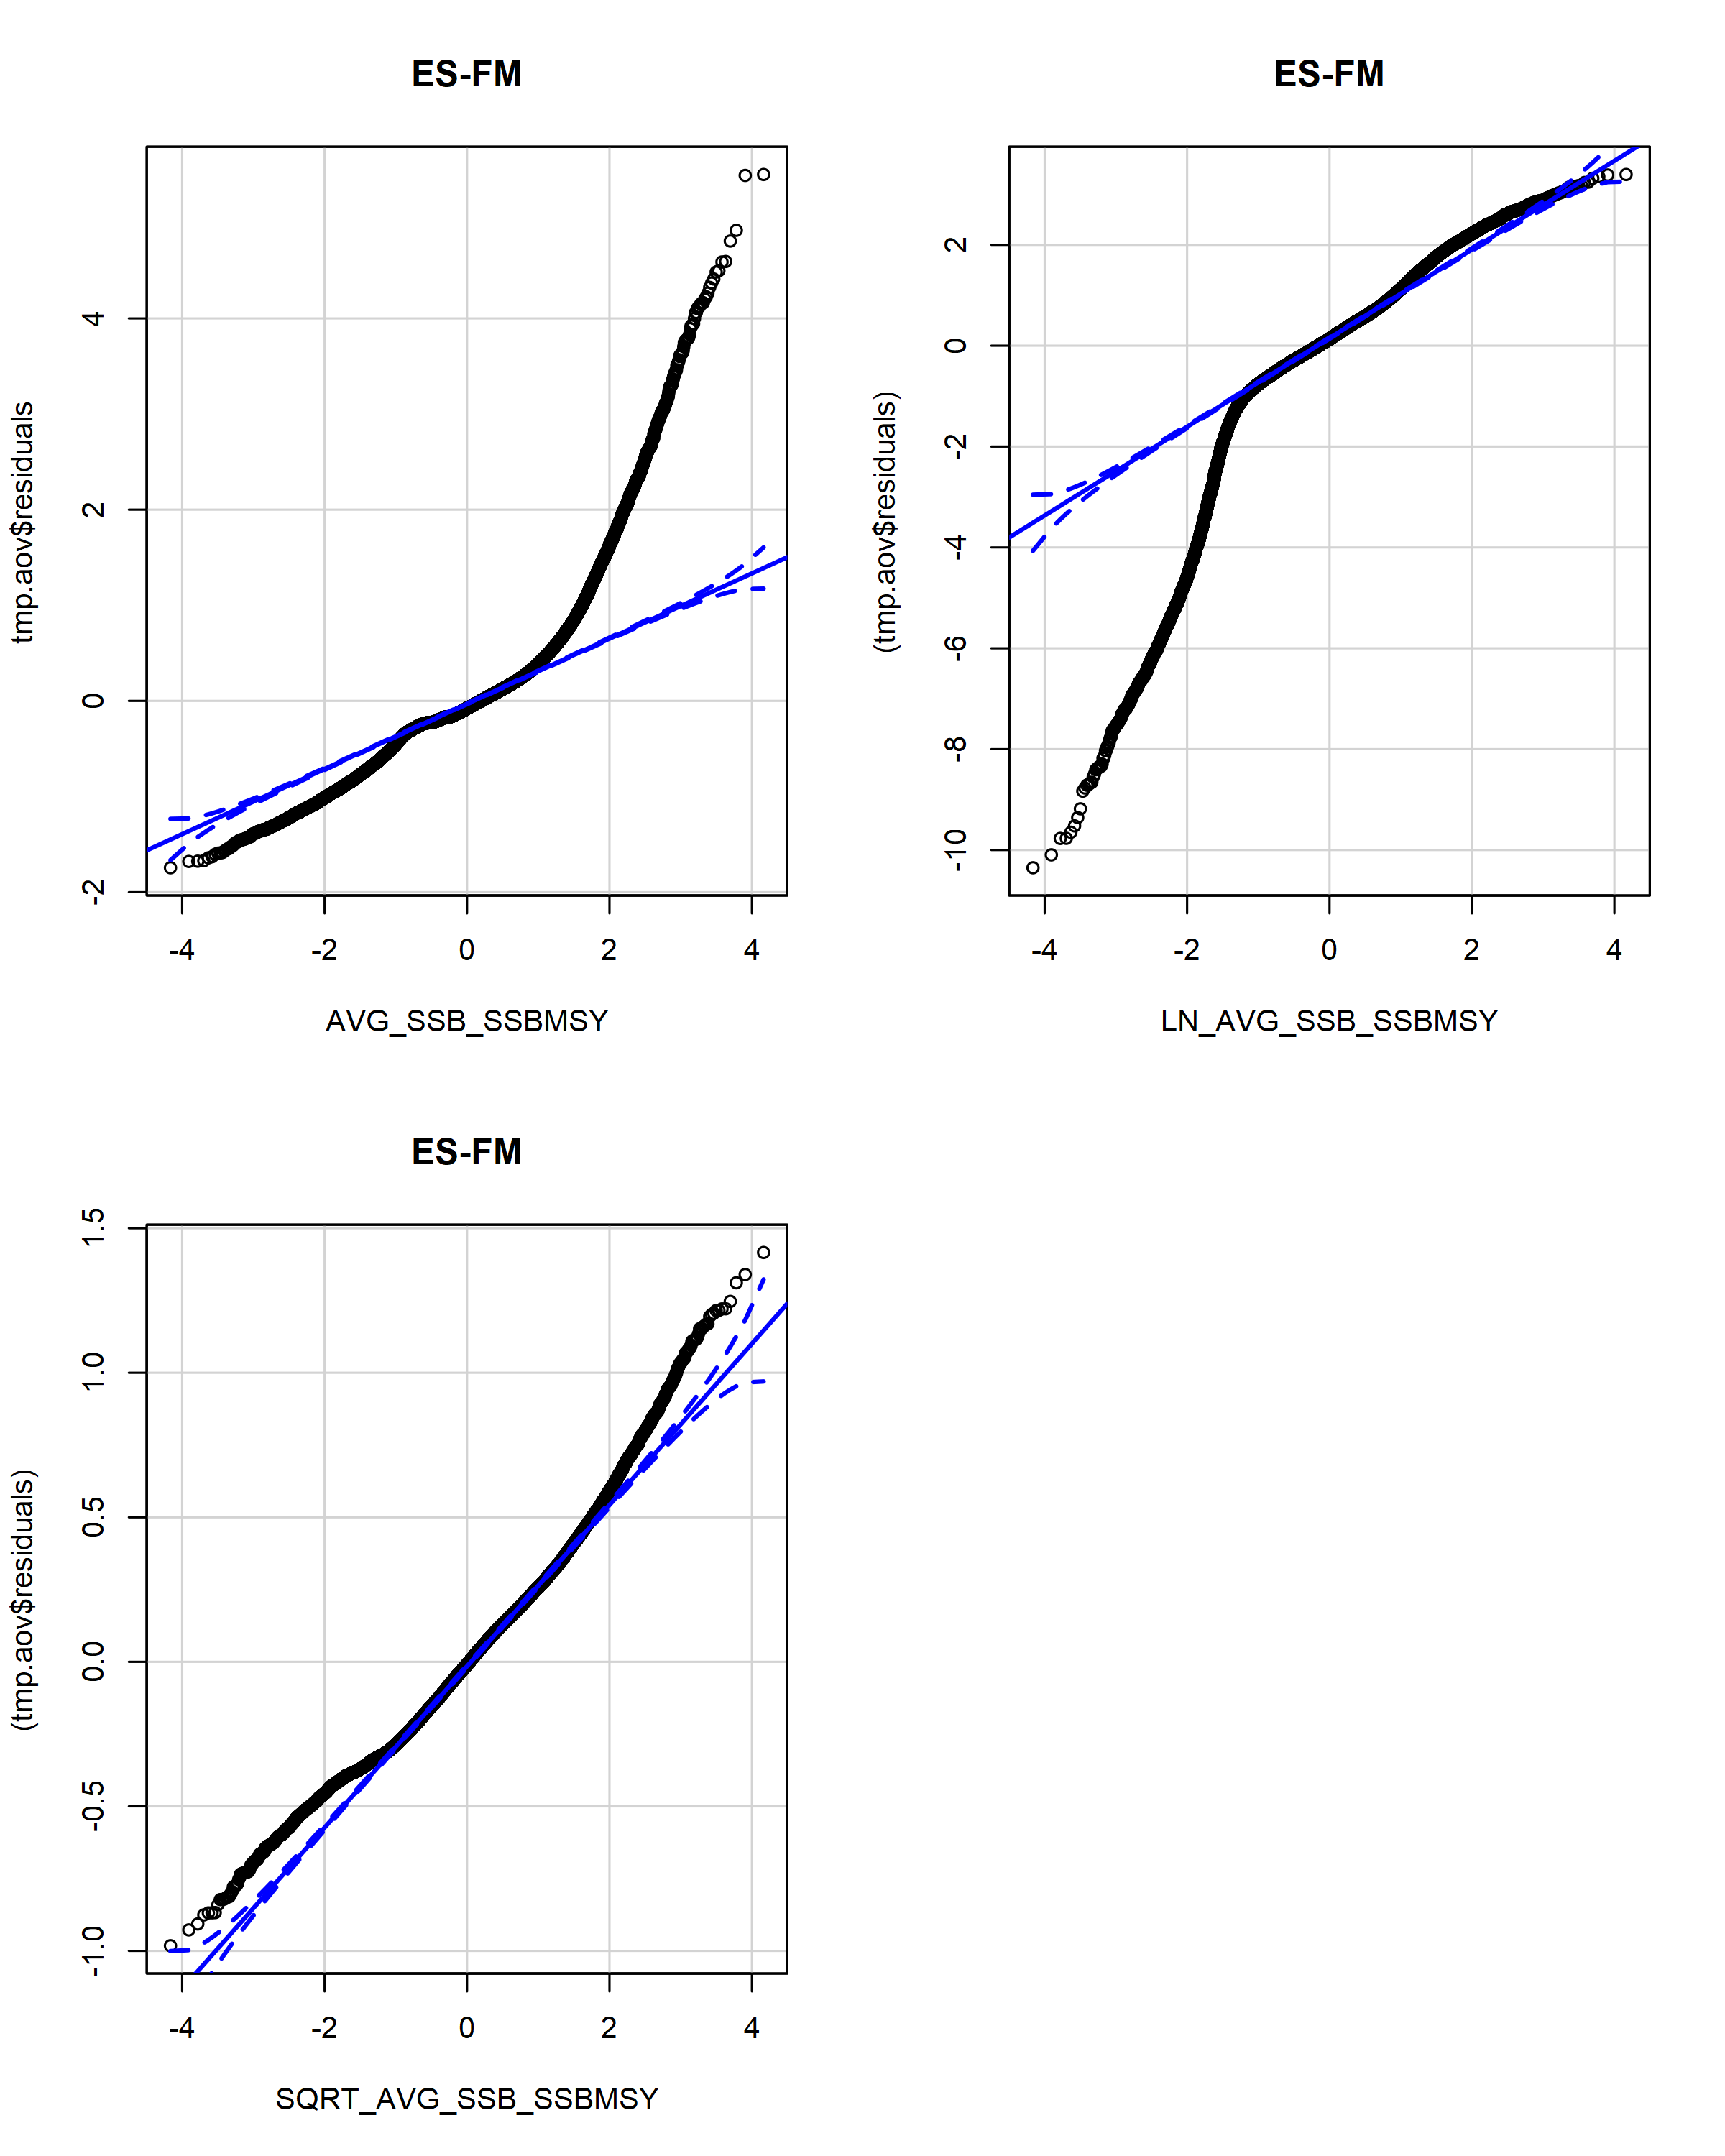 ES-FM
tmp.aov$residuals
4
2
0
-2
-4 -2 0 2 4
AVG_SSB_SSBMSY
ES-FM
(tmp.aov$residuals)
2
0
-2
-4
-6
-8
-10
-4 -2 0 2 4
LN_AVG_SSB_SSBMSY
ES-FM
(tmp.aov$residuals)
1.5
1.0
0.5
0.0
-0.5
-1.0
-4 -2 0 2 4
SQRT_AVG_SSB_SSBMSY